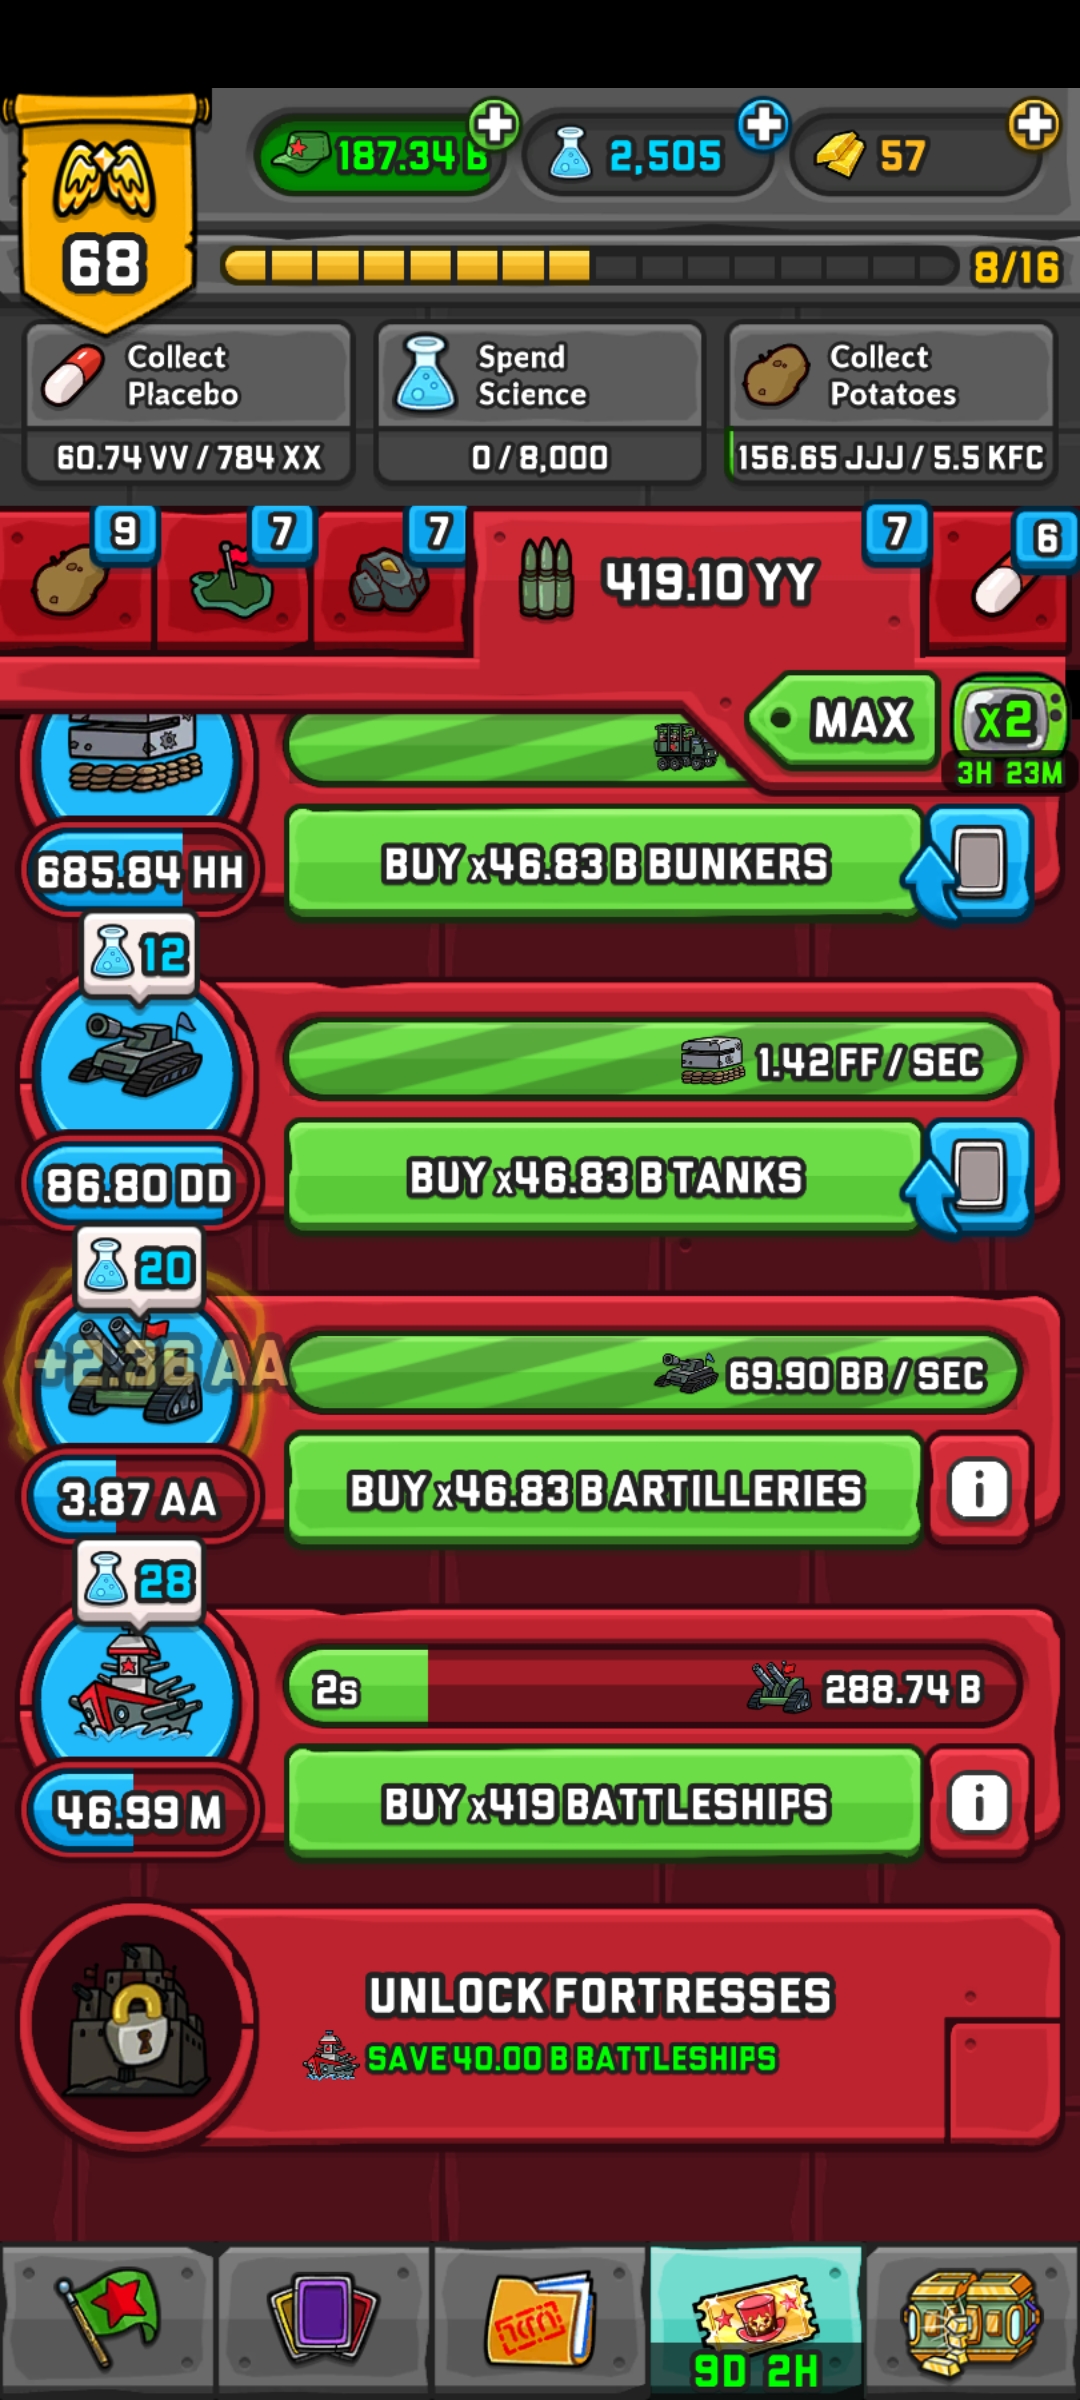 187.34 B
2,505
57
68
8/16
Collect
Placebo
60.74 VV / 784 XX
Spend
Science
0 / 8,000
Collect
Potatoes
156.65 JJJ / 5.5 KFC
9
7
7
419.10 YY
7
6
MAX
x2
3H 23M
685.84 HH
BUY x46.83 B BUNKERS
12
1.42 FF / SEC
86.80 DD
BUY x46.83 B TANKS
20
+2.36 AA
69.90 BB / SEC
3.87 AA
BUY x46.83 B ARTILLERIES
i
28
2s
288.74 B
46.99 M
BUY x419 BATTLESHIPS
i
UNLOCK FORTRESSES
SAVE 40.00 B BATTLESHIPS
9D 2H